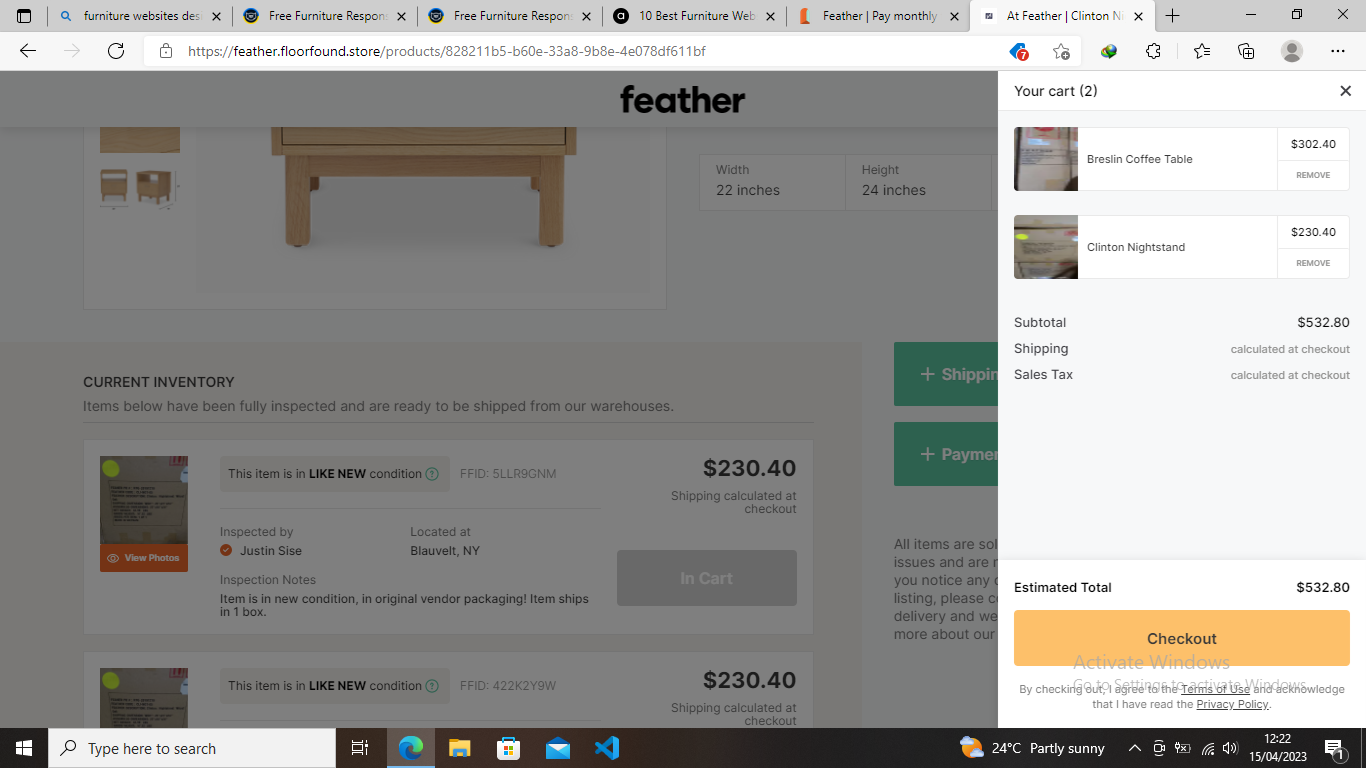 furniture websites desi
Free Furniture Respons
Free Furniture Respons
10 Best Furniture Web
Feather | Pay monthly
At Feather | Clinton Ni
https://feather.floorfound.store/products/828211b5-b60e-33a8-9b8e-4e078df611bf
7
feather
Your cart (2)
Breslin Coffee Table
$302.40
REMOVE
Width
22 inches
Height
24 inches
Clinton Nightstand
$230.40
REMOVE
Subtotal
$532.80
Shipping
calculated at checkout
Sales Tax
calculated at checkout
CURRENT INVENTORY
Items below have been fully inspected and are ready to be shipped from our warehouses.
+ Shippin
+ Paymen
This item is in LIKE NEW condition ?
FFID: 5LLR9GNM
$230.40
Shipping calculated at
checkout
Inspected by
Justin Sise
Located at
Blauvelt, NY
View Photos
Inspection Notes
Item is in new condition, in original vendor packaging! Item ships
in 1 box.
In Cart
All items are sol
issues and are n
you notice any c
listing, please co
delivery and we
more about our
Estimated Total
$532.80
Checkout
Activate Windows
Go to Settings to activate Windows.
By checking out, I agree to the Terms of Use and acknowledge
that I have read the Privacy Policy.
This item is in LIKE NEW condition ?
FFID: 422K2Y9W
$230.40
Shipping calculated at
checkout
Type here to search
24°C Partly sunny
12:22
15/04/2023
1